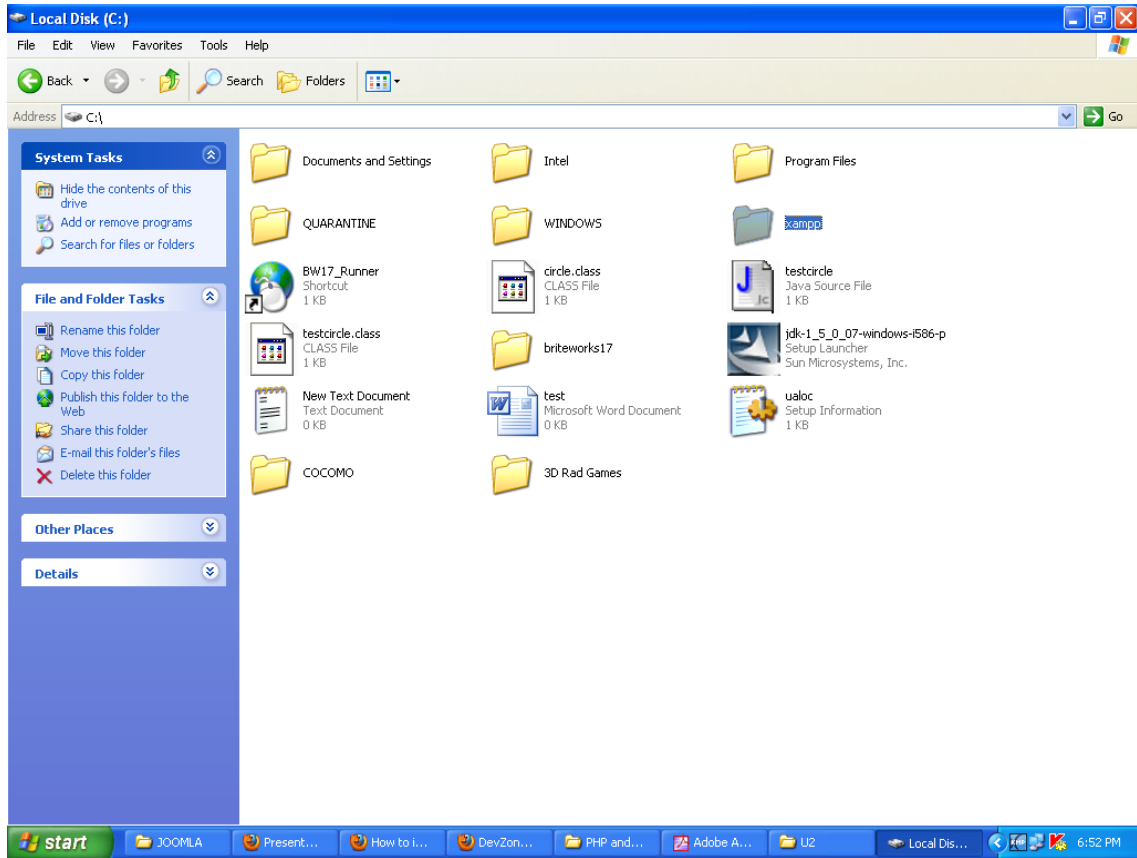 Local Disk (C:)
File Edit View Favorites Tools Help
Back Search Folders
Address C:\ Go
System Tasks
Hide the contents of this
drive
Add or remove programs
Search for files or folders
File and Folder Tasks
Rename this folder
Move this folder
Copy this folder
Publish this folder to the
Web
Share this folder
E-mail this folder's files
Delete this folder
Other Places
Details
Documents and Settings
Intel
Program Files
QUARANTINE
WINDOWS
xampp
BW17_Runner
Shortcut
1 KB
circle.class
CLASS File
1 KB
testcircle
Java Source File
1 KB
testcircle.class
CLASS File
1 KB
briteworks17
jdk-1_5_0_07-windows-i586-p
Setup Launcher
Sun Microsystems, Inc.
New Text Document
Text Document
0 KB
test
Microsoft Word Document
0 KB
ualoc
Setup Information
1 KB
COCOMO
3D Rad Games
start JOOMLA Present... How to i... DevZon... PHP and... Adobe A... U2 Local Dis... 6:52 PM